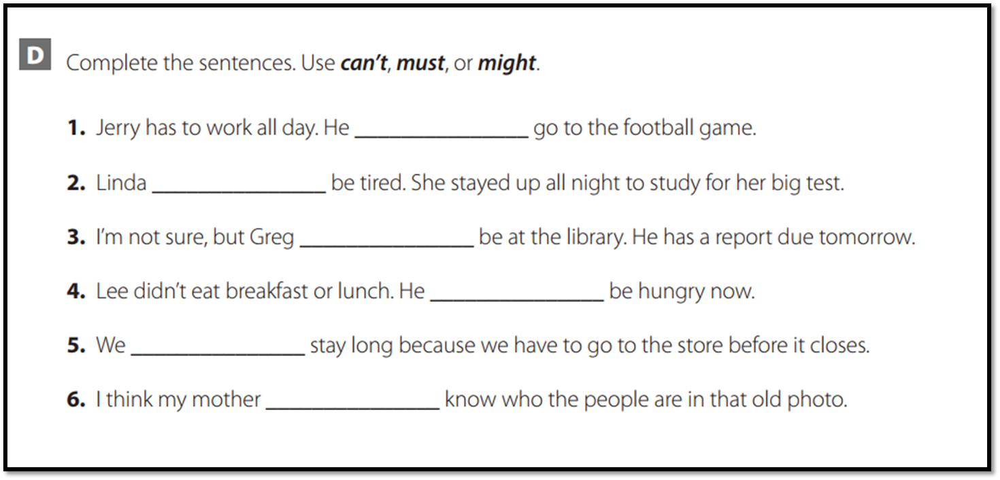 D Complete the sentences. Use can’t, must, or might.
1. Jerry has to work all day. He _______________ go to the football game.
2. Linda _______________ be tired. She stayed up all night to study for her big test.
3. I’m not sure, but Greg _______________ be at the library. He has a report due tomorrow.
4. Lee didn’t eat breakfast or lunch. He _______________ be hungry now.
5. We _______________ stay long because we have to go to the store before it closes.
6. I think my mother _______________ know who the people are in that old photo.